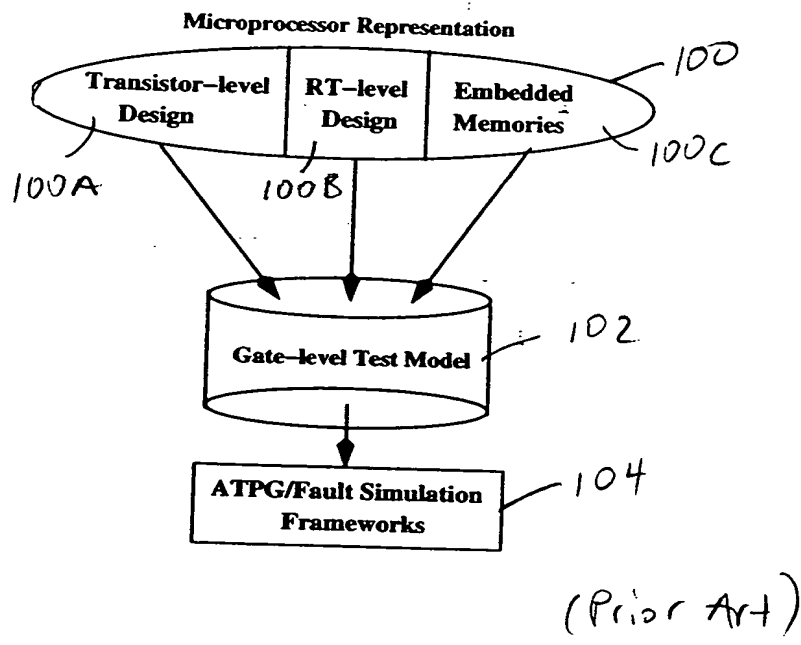 Microprocessor Representation
100
Transistor-level
Design
RT-level
Design
Embedded
Memories
100A
100B
100C
Gate-level Test Model
102
ATPG/Fault Simulation
Frameworks
104
(Prior Art)